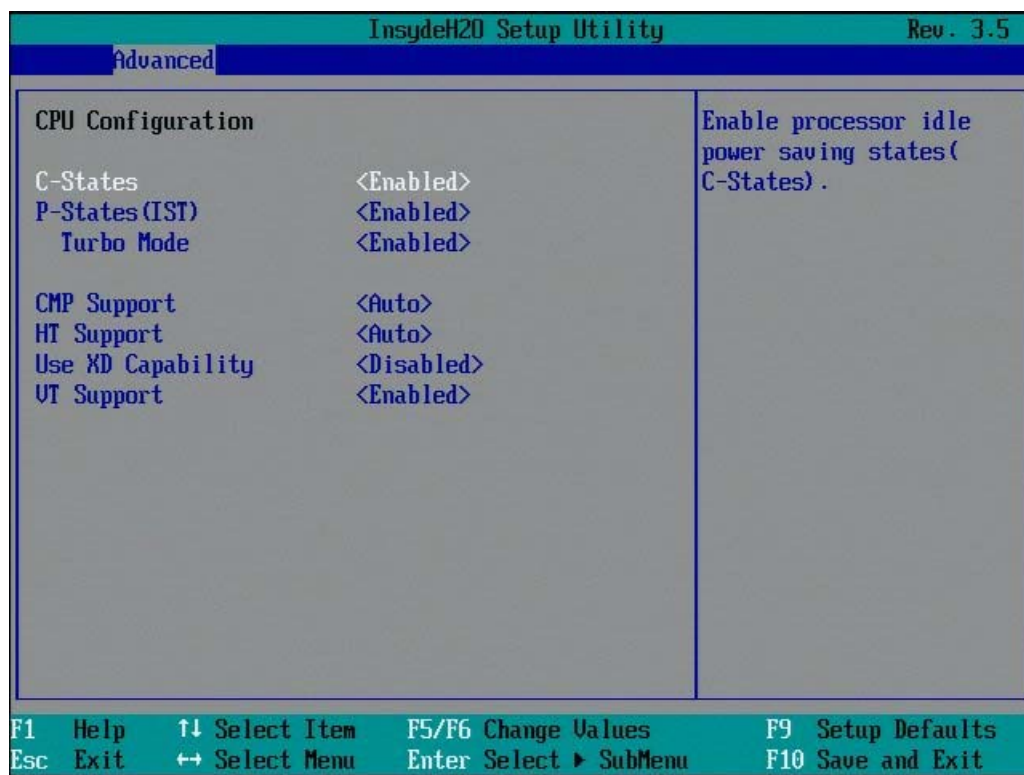 InsydeH20 Setup Utility Rev. 3.5
Advanced
CPU Configuration
C-States <Enabled>
P-States(IST) <Enabled>
Turbo Mode <Enabled>
CMP Support <Auto>
HT Support <Auto>
Use XD Capability <Disabled>
VT Support <Enabled>
Enable processor idle
power saving states(
C-States).
F1 Help ↑↓ Select Item F5/F6 Change Values F9 Setup Defaults
Esc Exit ↔ Select Menu Enter Select ▶ SubMenu F10 Save and Exit